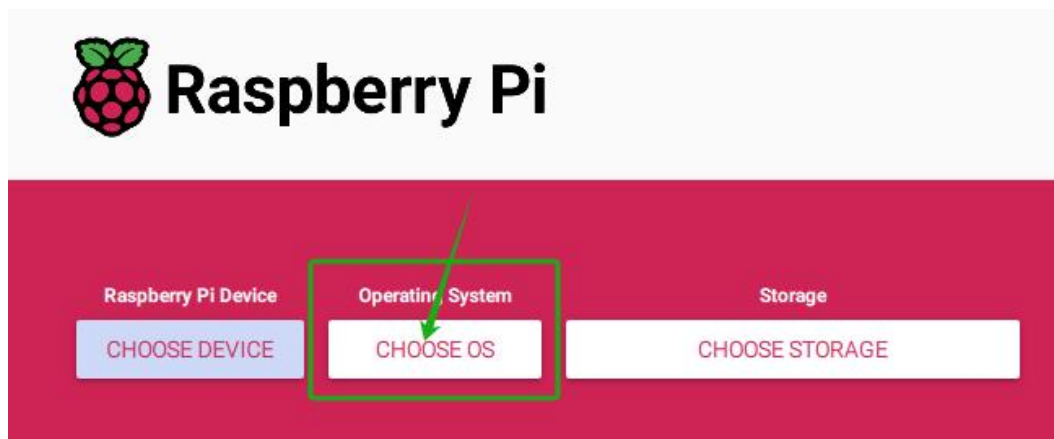 Raspberry Pi
Raspberry Pi Device
Operating System
Storage
CHOOSE DEVICE
CHOOSE OS
CHOOSE STORAGE